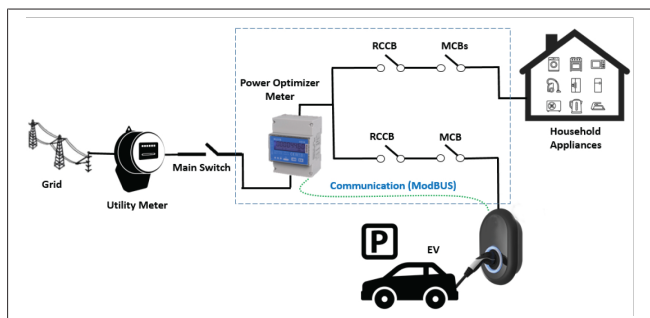 RCCB
MCBs
Power Optimizer
Meter
Household
Appliances
RCCB
MCB
Grid
Main Switch
Utility Meter
Communication (ModBUS)
P
EV